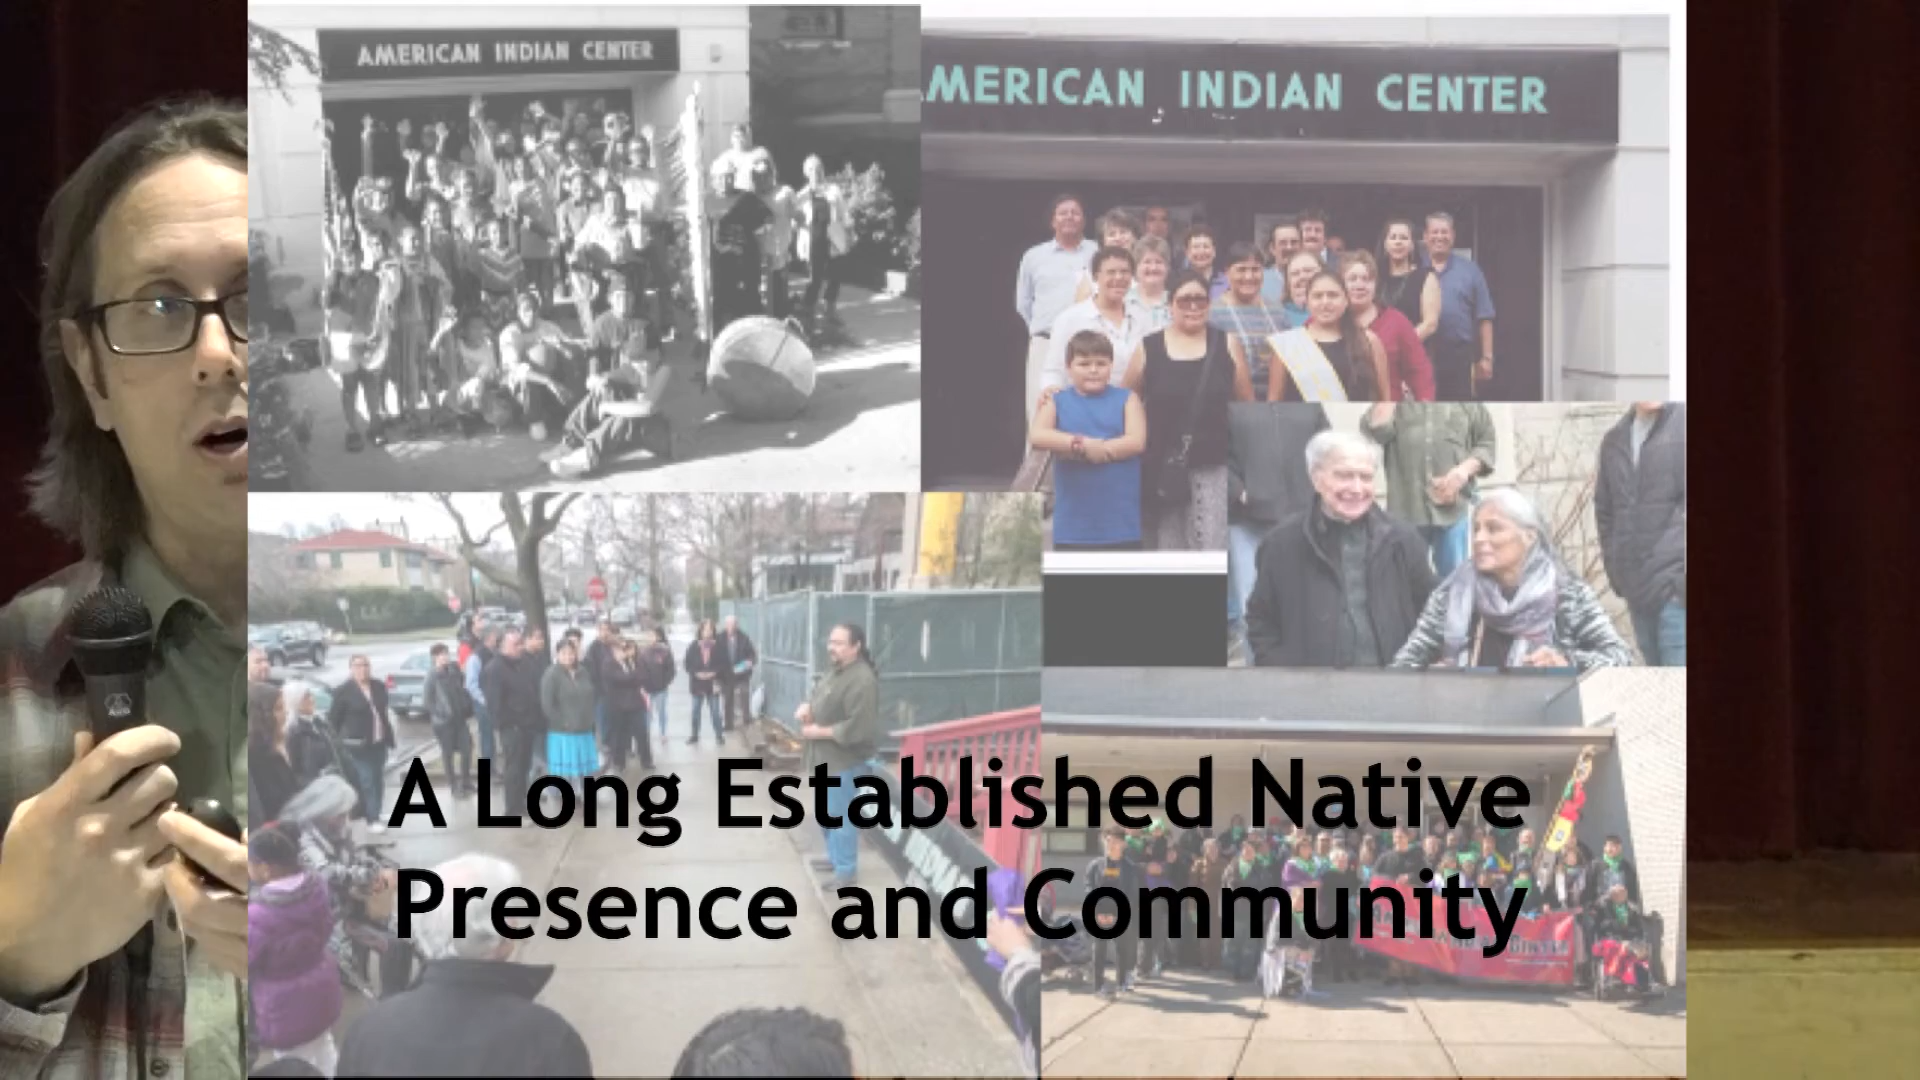 AMERICAN INDIAN CENTER
AMERICAN INDIAN CENTER
A Long Established Native
Presence and Community